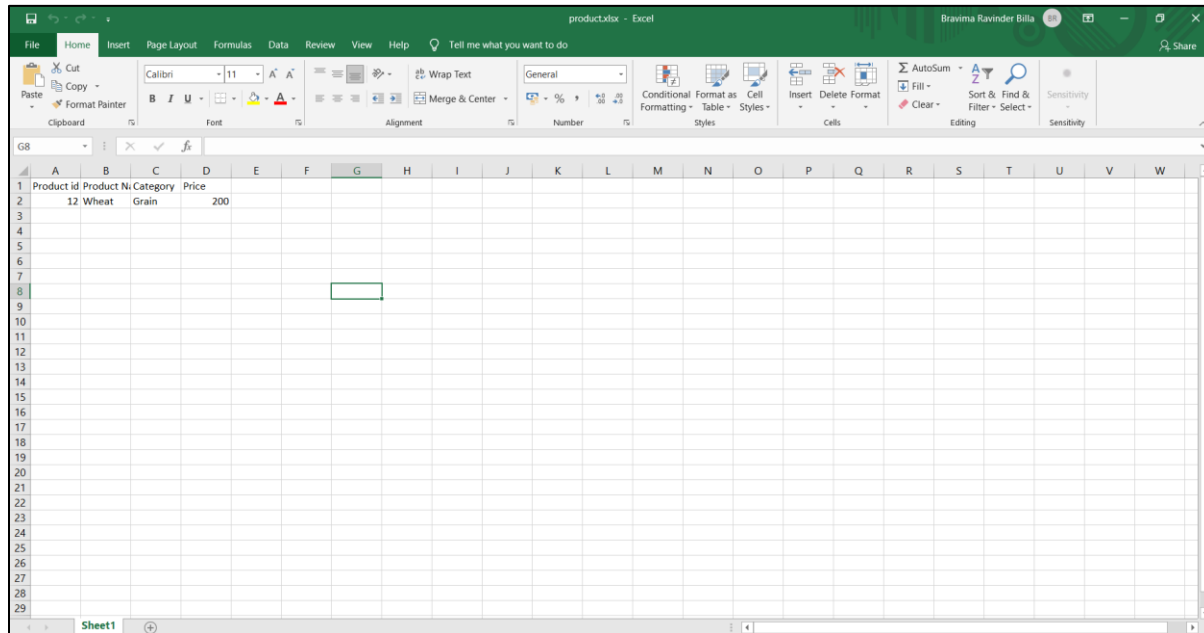 product.xlsx - Excel
Bravima Ravinder Billa BR
File Home Insert Page Layout Formulas Data Review View Help Tell me what you want to do Share
Paste
Cut
Copy
Format Painter
Clipboard
Calibri 11
B I U
Font
Wrap Text
Merge & Center
Alignment
General
Number
Conditional Formatting
Format as Table
Cell Styles
Styles
Insert Delete Format
Cells
AutoSum
Fill
Clear
Sort & Filter
Find & Select
Editing
Sensitivity
Sensitivity
G8 fx
A B C D E F G H I J K L M N O P Q R S T U V W
1 Product id Product Na Category Price
2 12 Wheat Grain 200
3
4
5
6
7
8
9
10
11
12
13
14
15
16
17
18
19
20
21
22
23
24
25
26
27
28
29
Sheet1